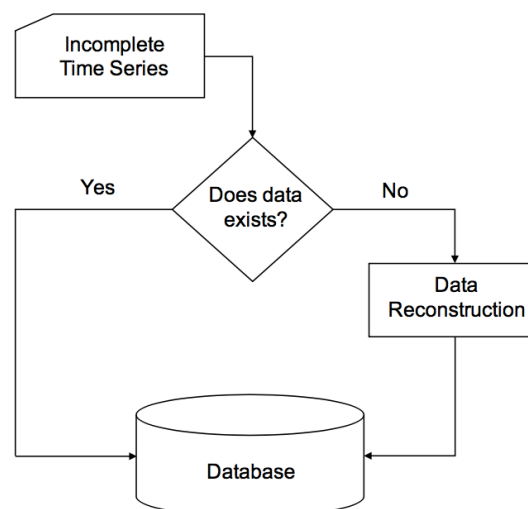 Incomplete
Time Series
Does data
exists?
Yes
No
Data
Reconstruction
Database